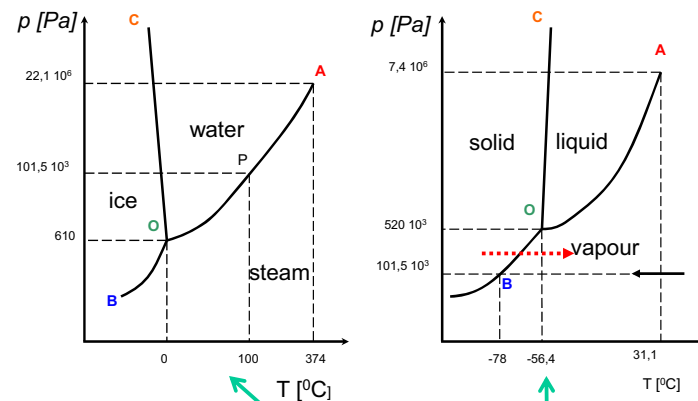 p [Pa]
C
22,1 10⁶
A
water
101,5 10³
P
ice
O
610
steam
B
0
100
374
T [⁰C]
p [Pa]
C
7,4 10⁶
A
solid
liquid
O
520 10³
vapour
101,5 10³
B
-78
-56,4
31,1
T [⁰C]